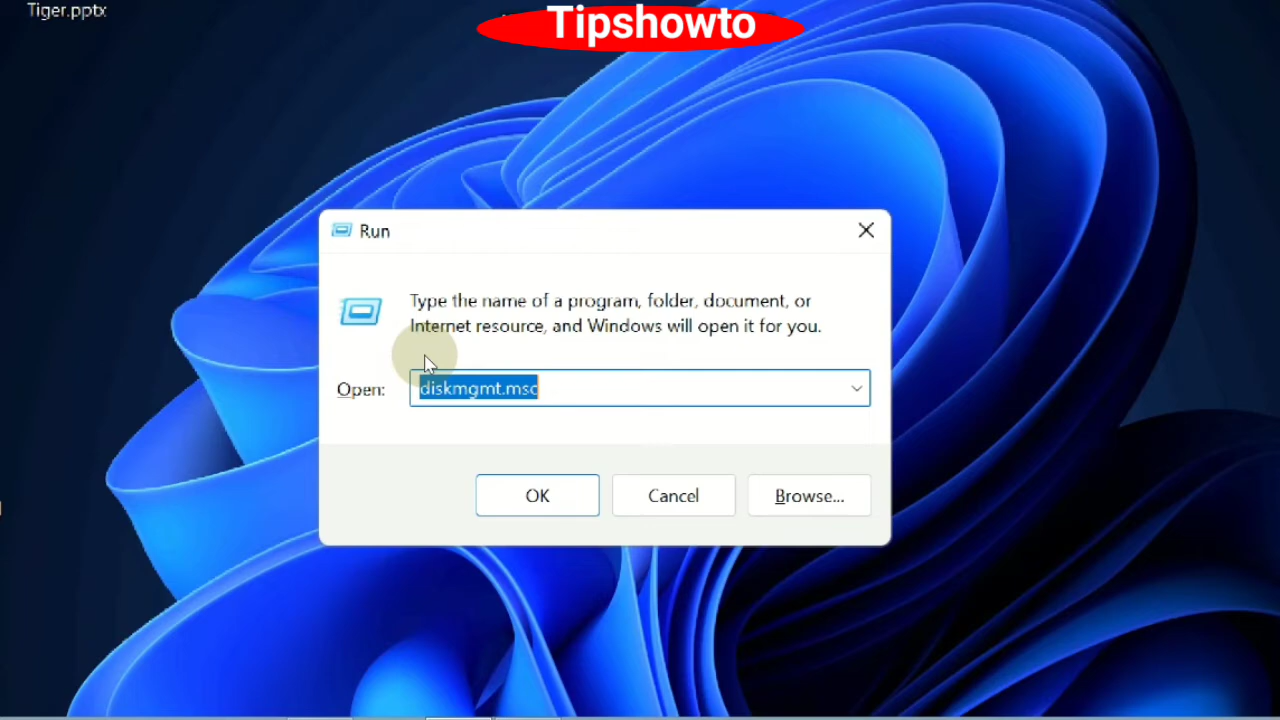 Tiger.pptx
Tipshowto
Run
Type the name of a program, folder, document, or
Internet resource, and Windows will open it for you.
Open: diskmgmt.msc
OK Cancel Browse...